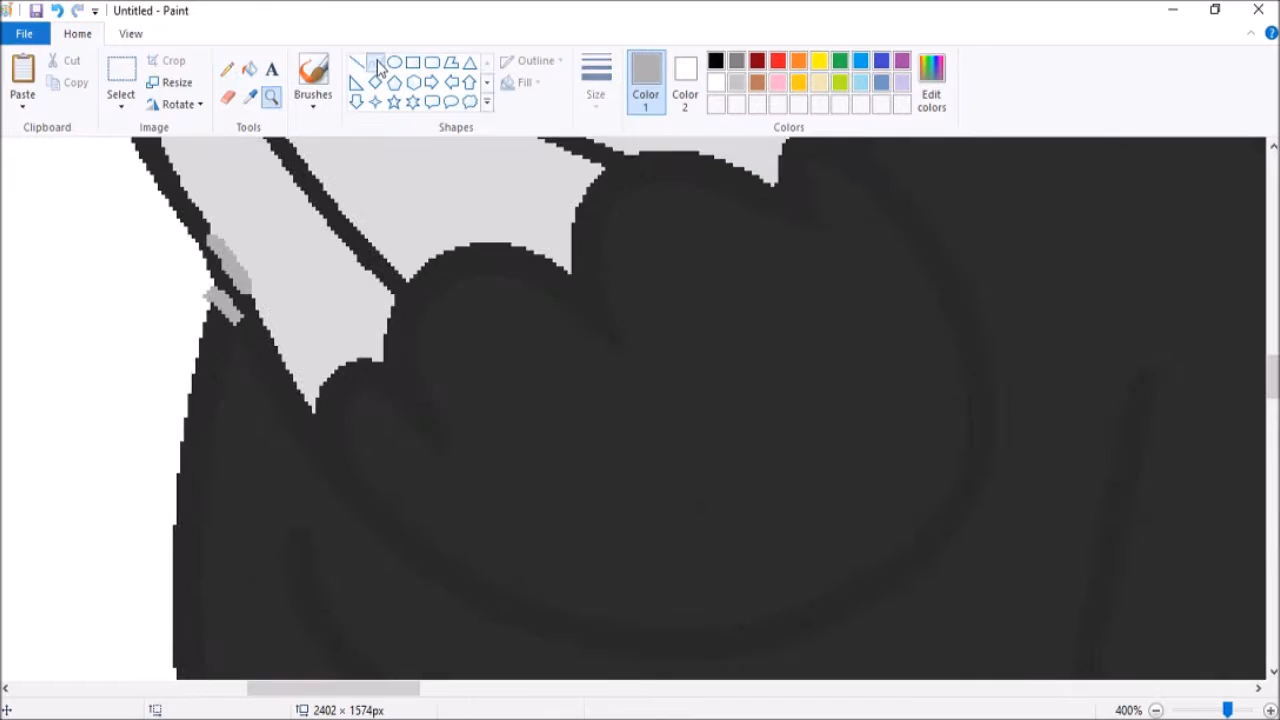 Untitled - Paint
File
Home
View
Paste
Cut
Copy
Clipboard
Select
Crop
Resize
Rotate
Image
A
Tools
Brushes
Shapes
Outline
Fill
Size
Color 1
Color 2
Edit colors
Colors
2402 × 1574px
400%